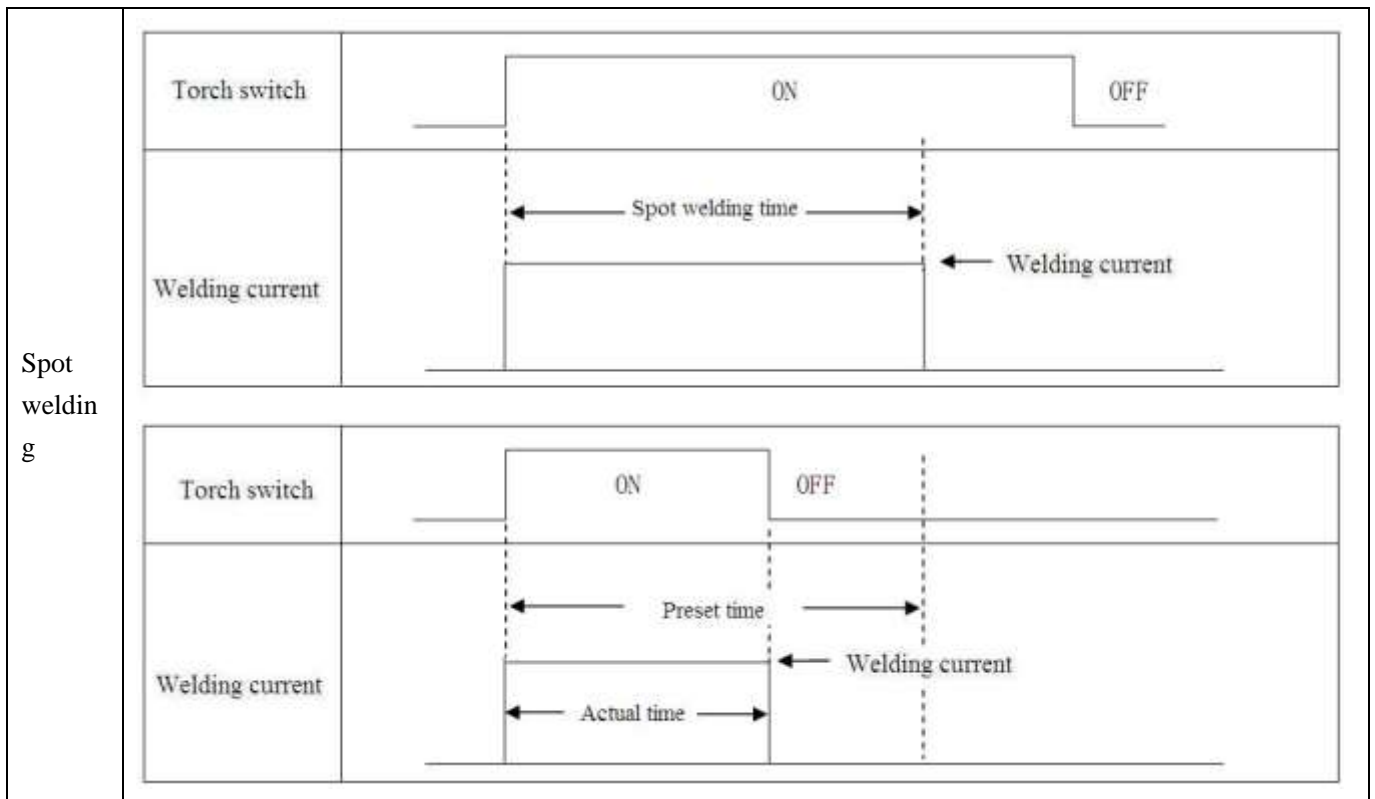 Spot
weldin
g
Torch switch
ON
OFF
Spot welding time
Welding current
Welding current
Torch switch
ON
OFF
Preset time
Welding current
Welding current
Actual time